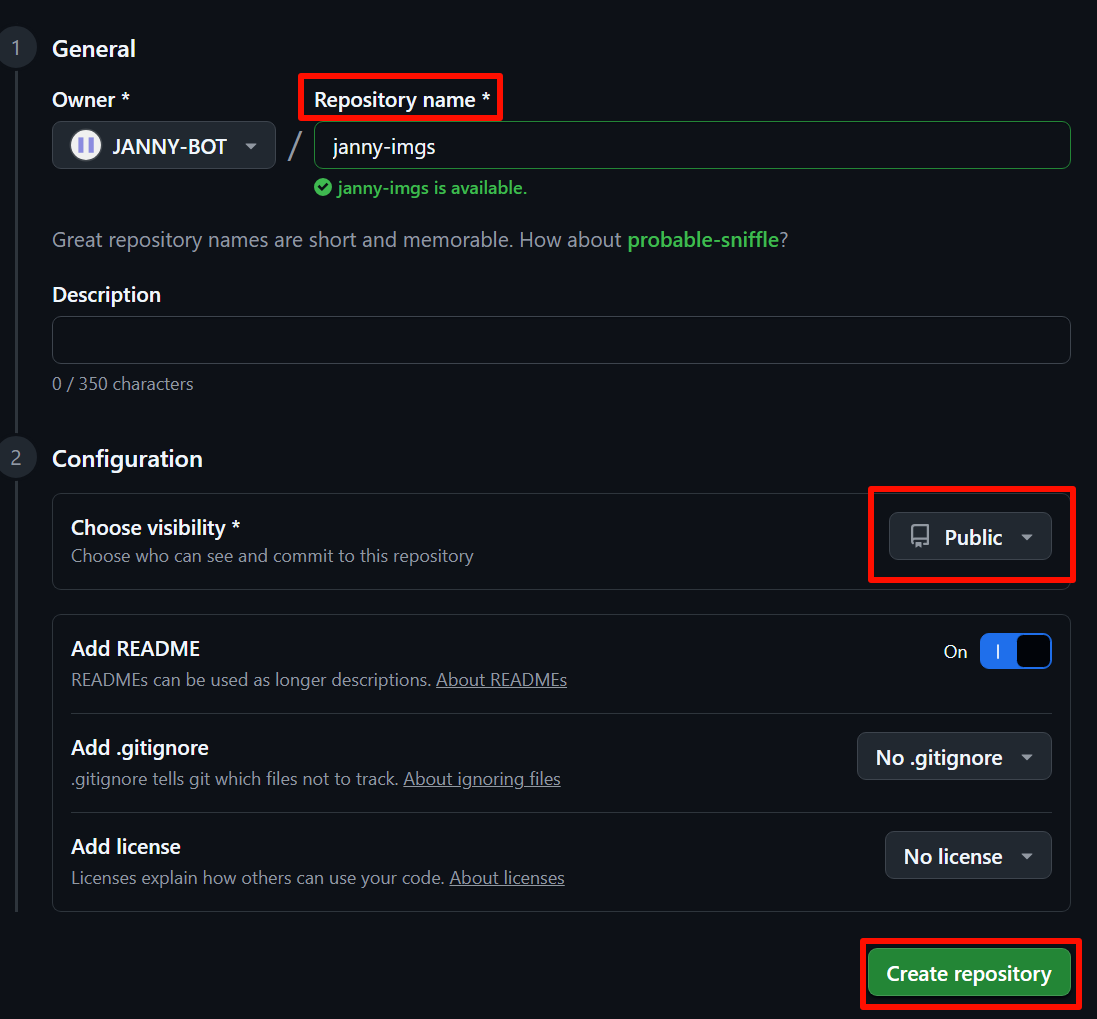 1
General
Owner *
Repository name *
JANNY-BOT
/
janny-imgs
janny-imgs is available.
Great repository names are short and memorable. How about probable-sniffle?
Description
0 / 350 characters
2
Configuration
Choose visibility *
Choose who can see and commit to this repository
Public
Add README
READMEs can be used as longer descriptions. About READMEs
On
Add .gitignore
.gitignore tells git which files not to track. About ignoring files
No .gitignore
Add license
Licenses explain how others can use your code. About licenses
No license
Create repository